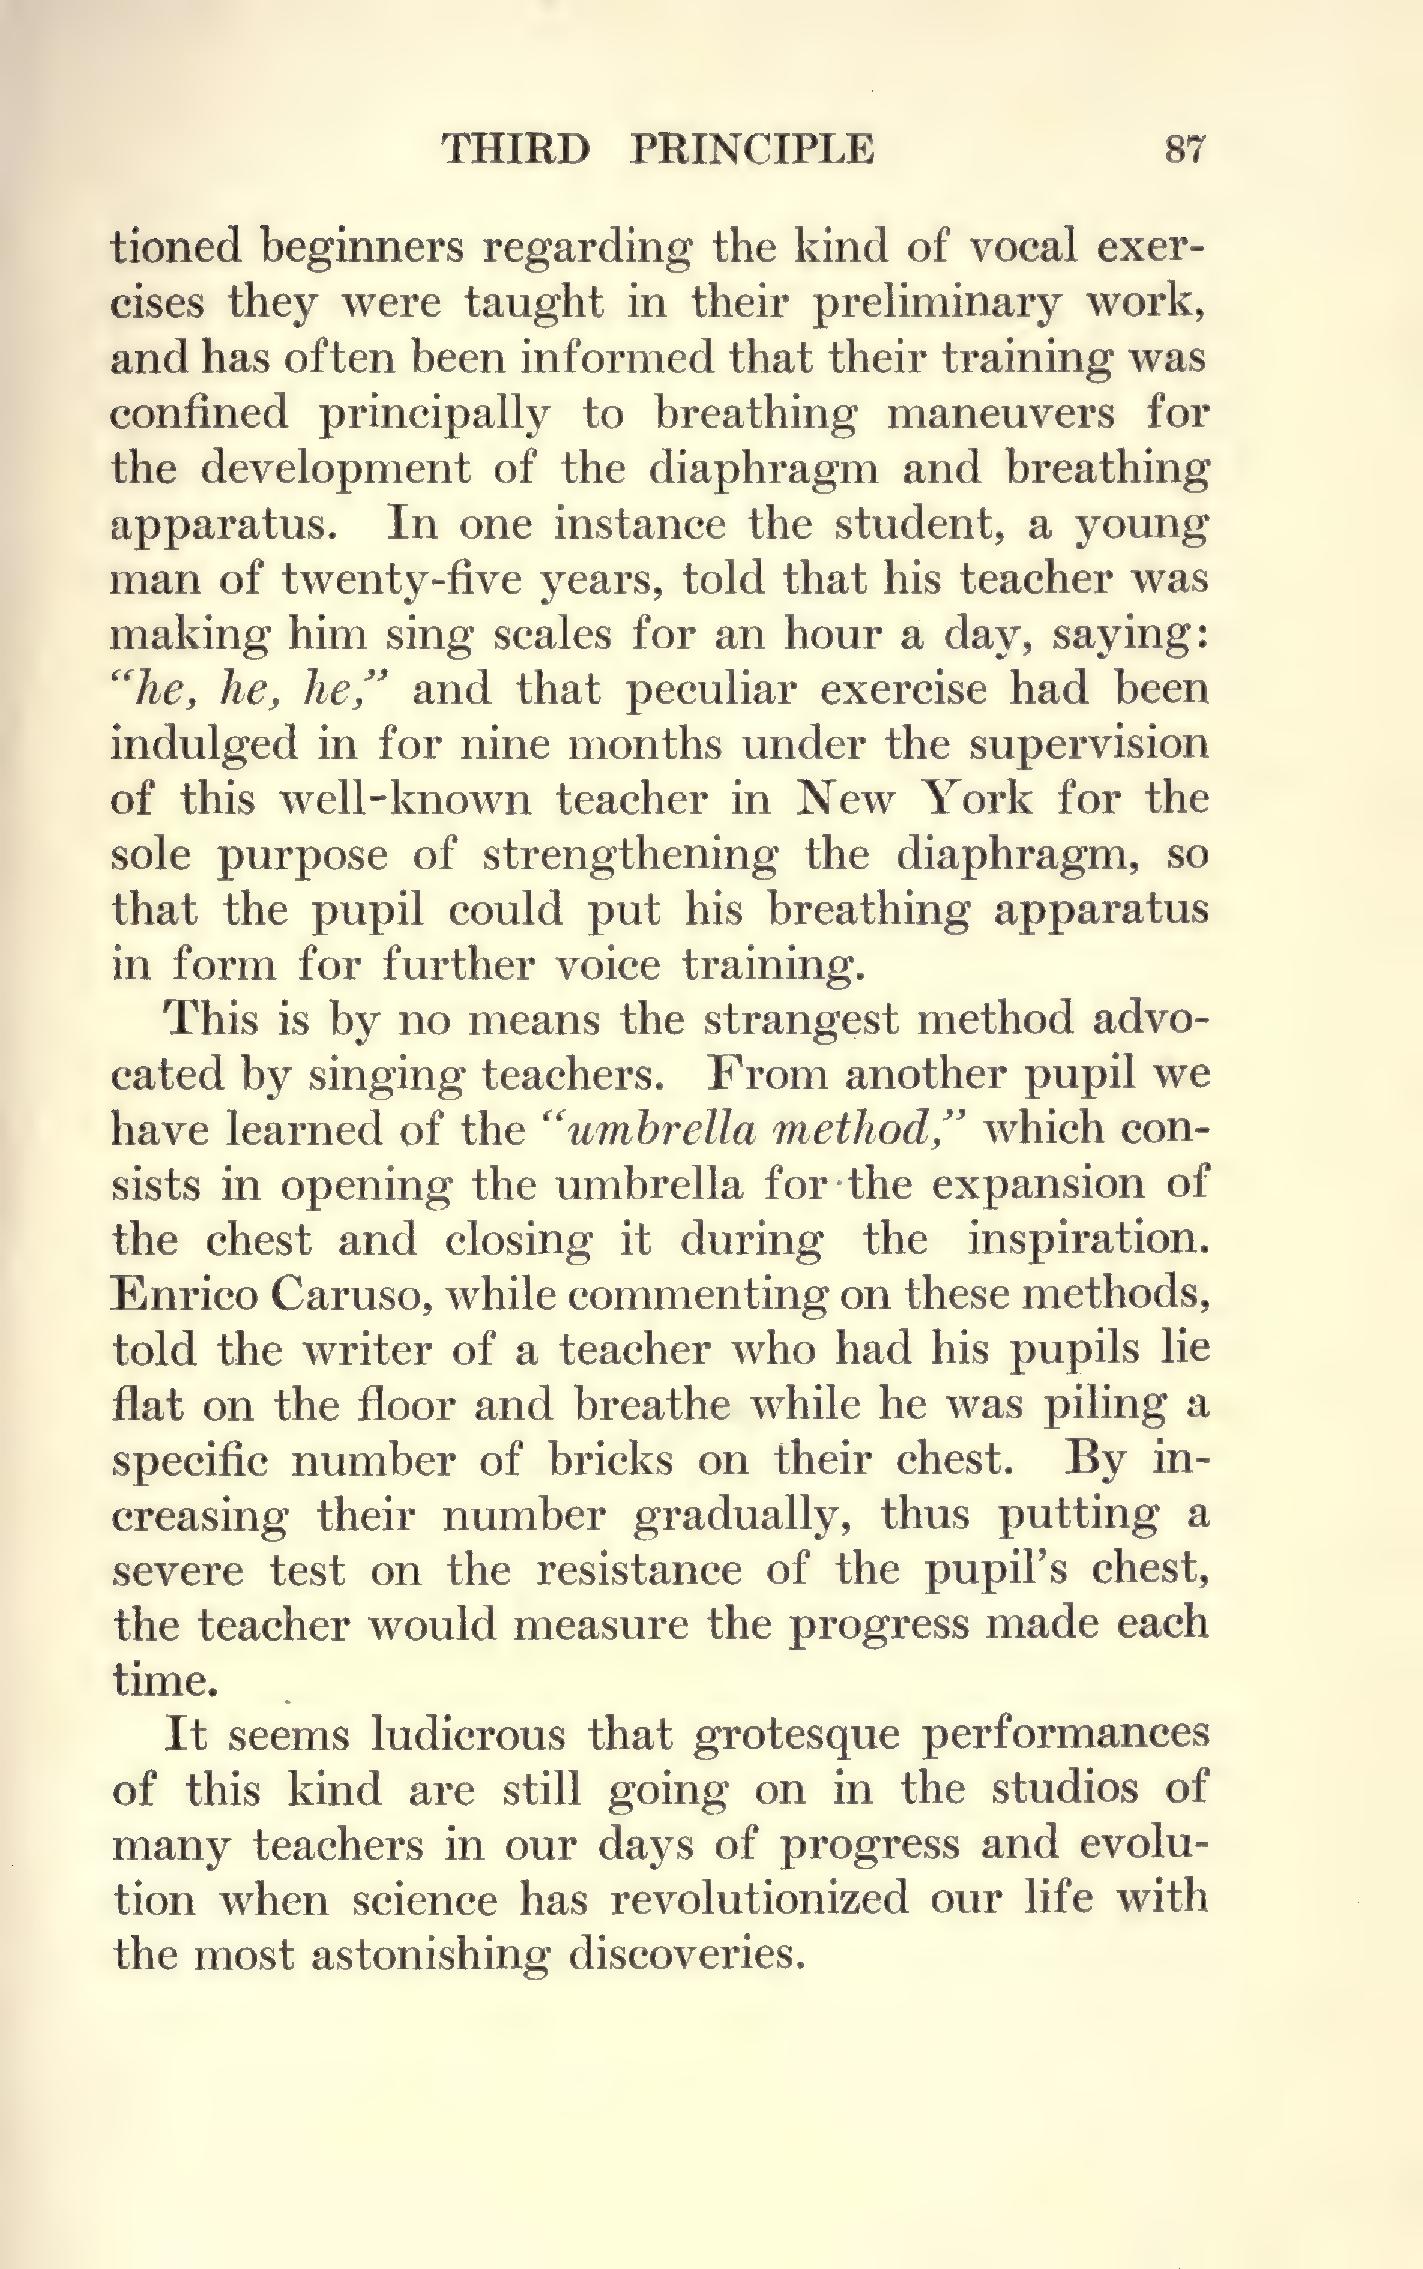 THIRD PRINCIPLE 87
tioned beginners regarding the kind of vocal exer-
cises they were taught in their preliminary work,
and has often been informed that their training was
confined principally to breathing maneuvers for
the development of the diaphragm and breathing
apparatus. In one instance the student, a young
man of twenty-five years, told that his teacher was
making him sing scales for an hour a day, saying:
“he, he, he,” and that peculiar exercise had been
indulged in for nine months under the supervision
of this well-known teacher in New York for the
sole purpose of strengthening the diaphragm, so
that the pupil could put his breathing apparatus
in form for further voice training.
This is by no means the strangest method advo-
cated by singing teachers. From another pupil we
have learned of the “umbrella method,” which con-
sists in opening the umbrella for the expansion of
the chest and closing it during the inspiration.
Enrico Caruso, while commenting on these methods,
told the writer of a teacher who had his pupils lie
flat on the floor and breathe while he was piling a
specific number of bricks on their chest. By in-
creasing their number gradually, thus putting a
severe test on the resistance of the pupil’s chest,
the teacher would measure the progress made each
time.
It seems ludicrous that grotesque performances
of this kind are still going on in the studios of
many teachers in our days of progress and evolu-
tion when science has revolutionized our life with
the most astonishing discoveries.